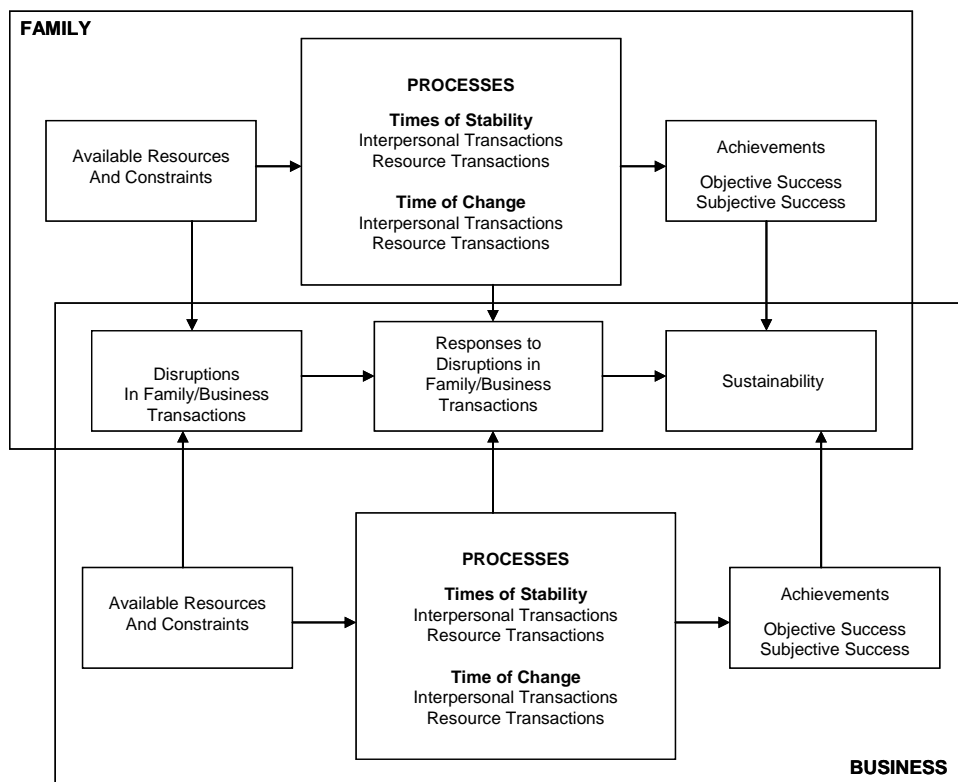 FAMILY
PROCESSES
Times of Stability
Interpersonal Transactions
Resource Transactions
Time of Change
Interpersonal Transactions
Resource Transactions
Available Resources
And Constraints
Achievements
Objective Success
Subjective Success
Disruptions
In Family/Business
Transactions
Responses to
Disruptions in
Family/Business
Transactions
Sustainability
Available Resources
And Constraints
PROCESSES
Times of Stability
Interpersonal Transactions
Resource Transactions
Time of Change
Interpersonal Transactions
Resource Transactions
Achievements
Objective Success
Subjective Success
BUSINESS